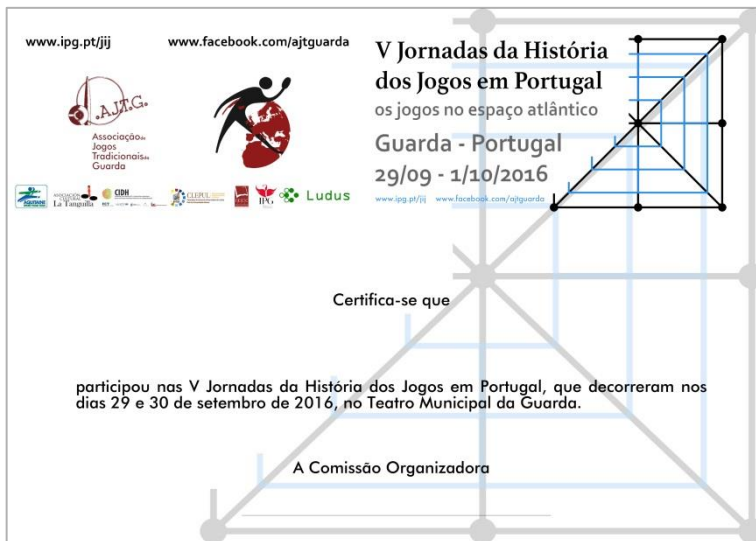 www.ipg.pt/jij
www.facebook.com/ajtguarda
V Jornadas da História
dos Jogos em Portugal
os jogos no espaço atlântico
Guarda - Portugal
29/09 - 1/10/2016
www.ipg.pt/jij www.facebook.com/ajtguarda
A.J.T.G.
Associação de
Jogos
Tradicionais da
Guarda
AQUITAINE
La Tanguilla
CIDH
CLEPUL
IPG
Ludus
Certifica-se que
participou nas V Jornadas da História dos Jogos em Portugal, que decorreram nos
dias 29 e 30 de setembro de 2016, no Teatro Municipal da Guarda.
A Comissão Organizadora